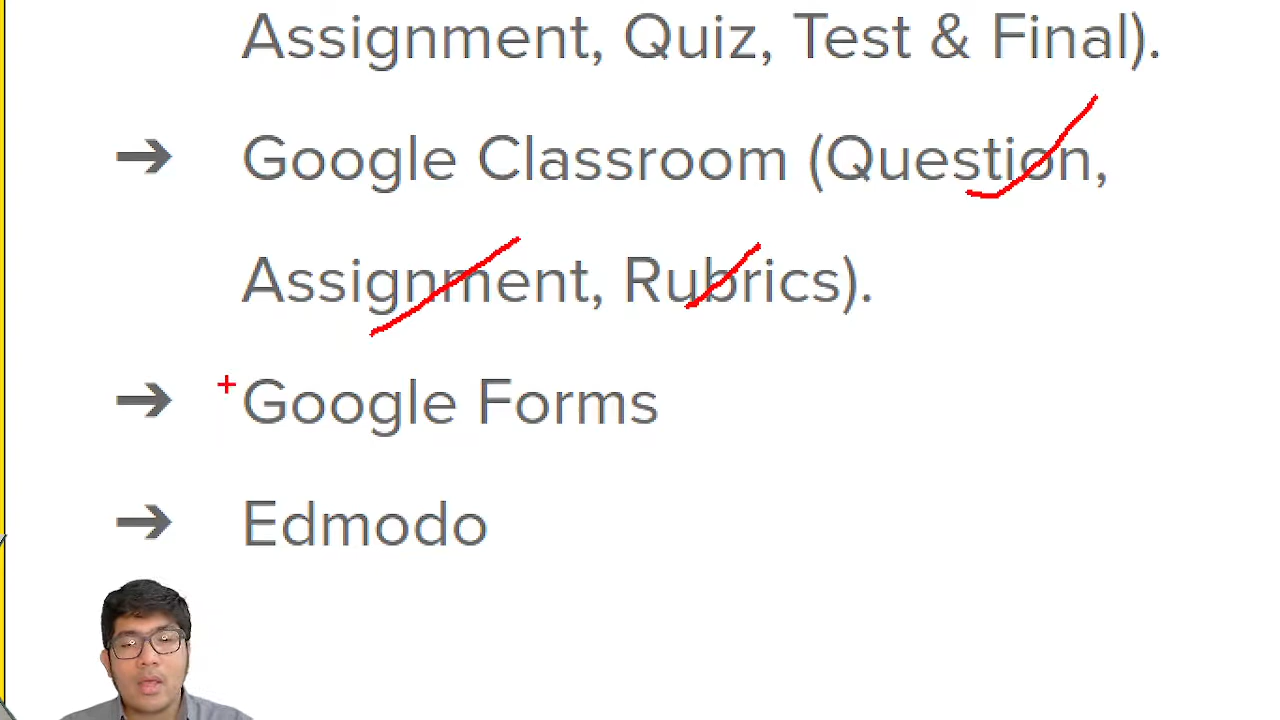 Assignment, Quiz, Test & Final).
➔ Google Classroom (Question,
Assignment, Rubrics).
➔ Google Forms
➔ Edmodo